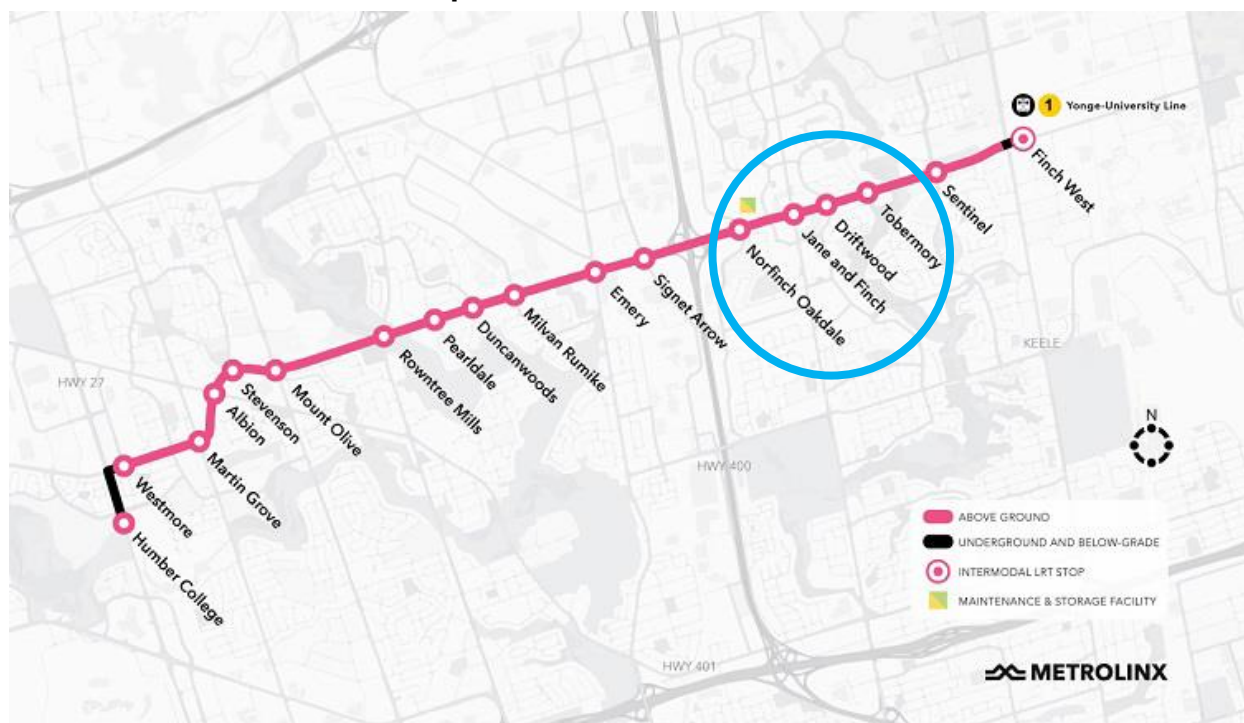 1 Yonge-University Line
Finch West
Sentinel
Tobermory
Driftwood
Jane and Finch
Norfinch Oakdale
Signet Arrow
Emery
Milvan Rumike
Duncanwoods
Pearldale
Rowntree Mills
Mount Olive
Stevenson
Albion
Martin Grove
Westmore
Humber College
HWY 27
KEELE
HWY 400
HWY 401
N
ABOVE GROUND
UNDERGROUND AND BELOW-GRADE
INTERMODAL LRT STOP
MAINTENANCE & STORAGE FACILITY
METROLINX